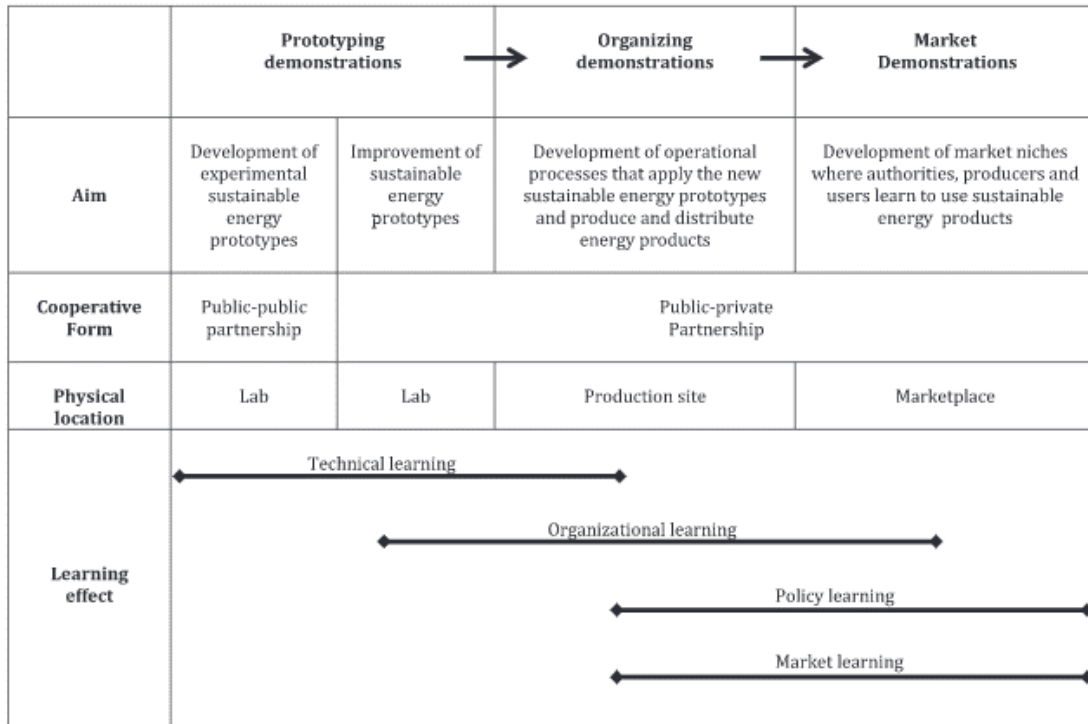 Prototyping
demonstrations
Organizing
demonstrations
Market
Demonstrations
Aim
Development of
experimental
sustainable
energy
prototypes
Improvement of
sustainable
energy
prototypes
Development of operational
processes that apply the new
sustainable energy prototypes
and produce and distribute
energy products
Development of market niches
where authorities, producers and
users learn to use sustainable
energy products
Cooperative
Form
Public-public
partnership
Public-private
Partnership
Physical
location
Lab
Lab
Production site
Marketplace
Learning
effect
Technical learning
Organizational learning
Policy learning
Market learning